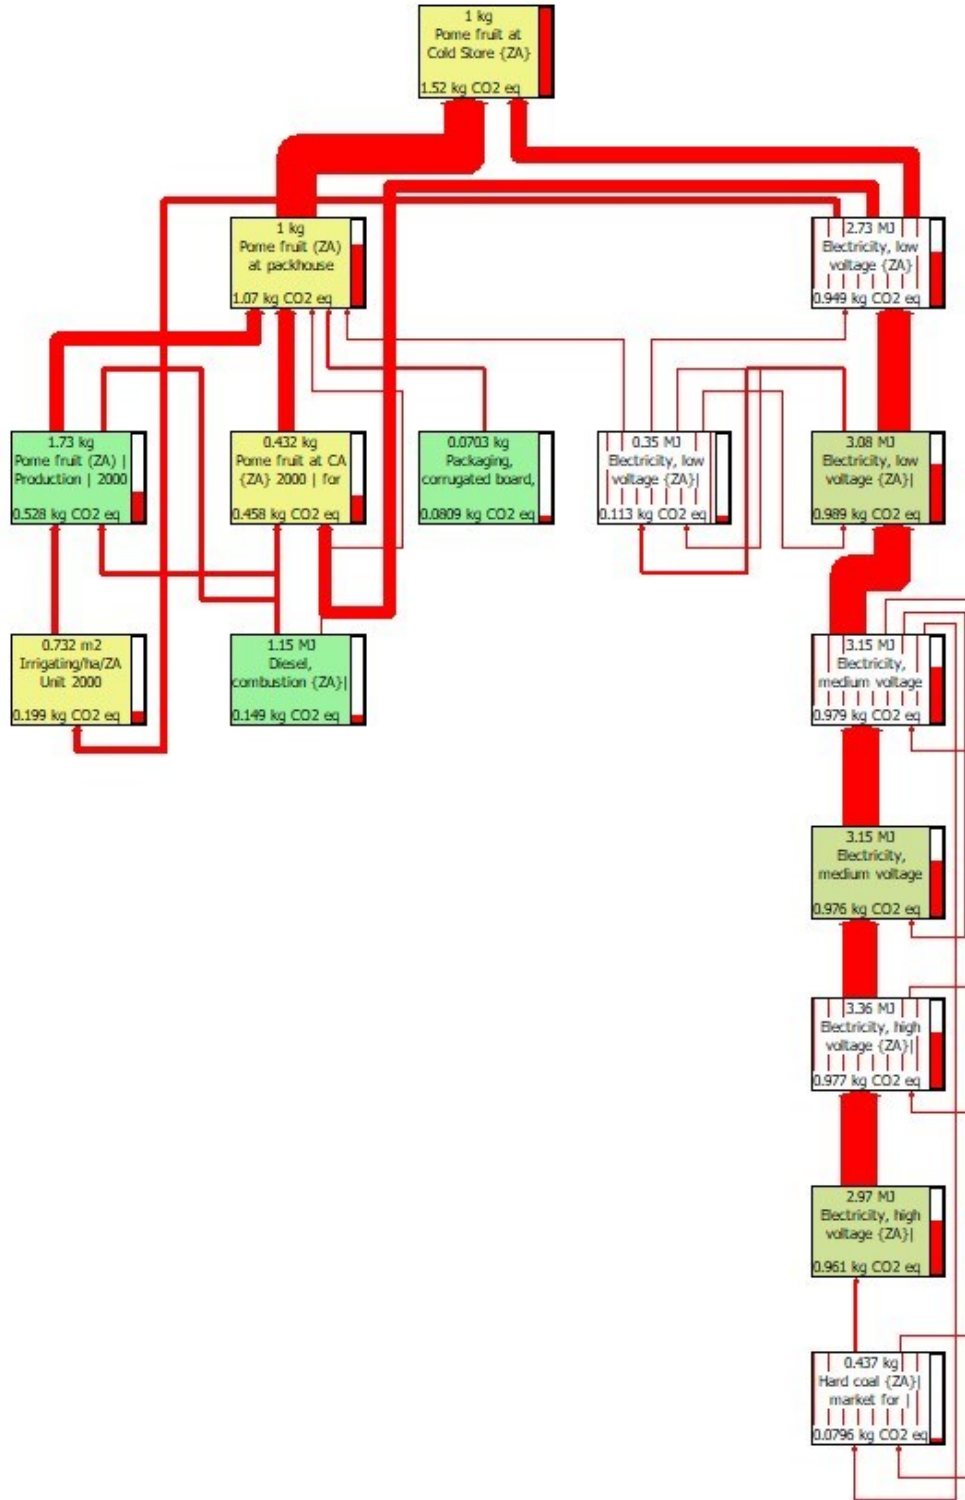 1 kg
Pome fruit at
Cold Store {ZA}
1.52 kg CO2 eq
1 kg
Pome fruit (ZA)
at packhouse
1.07 kg CO2 eq
2.73 MJ
Electricity, low
voltage {ZA}
0.949 kg CO2 eq
1.73 kg
Pome fruit (ZA) |
Production | 2000
0.528 kg CO2 eq
0.432 kg
Pome fruit at CA
{ZA} 2000 | for
0.458 kg CO2 eq
0.0703 kg
Packaging,
corrugated board,
0.0809 kg CO2 eq
0.35 MJ
Electricity, low
voltage {ZA}|
0.113 kg CO2 eq
3.08 MJ
Electricity, low
voltage {ZA}|
0.989 kg CO2 eq
0.732 m2
Irrigating/ha/ZA
Unit 2000
0.199 kg CO2 eq
1.15 MJ
Diesel,
combustion {ZA}|
0.149 kg CO2 eq
3.15 MJ
Electricity,
medium voltage
0.979 kg CO2 eq
3.15 MJ
Electricity,
medium voltage
0.976 kg CO2 eq
3.36 MJ
Electricity, high
voltage {ZA}|
0.977 kg CO2 eq
2.97 MJ
Electricity, high
voltage {ZA}|
0.961 kg CO2 eq
0.437 kg
Hard coal {ZA}|
market for |
0.0796 kg CO2 eq